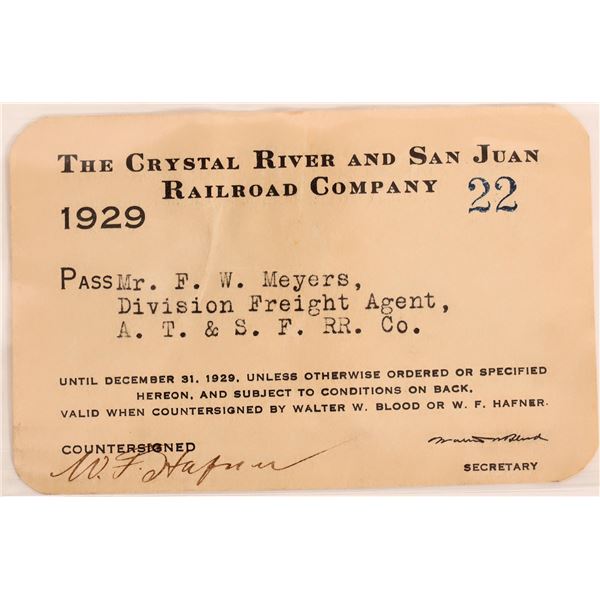 THE CRYSTAL RIVER AND SAN JUAN
RAILROAD COMPANY 22
1929
PASS Mr. F. W. Meyers,
Division Freight Agent,
A. T. & S. F. RR. Co.
UNTIL DECEMBER 31, 1929, UNLESS OTHERWISE ORDERED OR SPECIFIED
HEREON, AND SUBJECT TO CONDITIONS ON BACK.
VALID WHEN COUNTERSIGNED BY WALTER W. BLOOD OR W. F. HAFNER.
COUNTERSIGNED Walter W Blood
W. F. Hafner SECRETARY